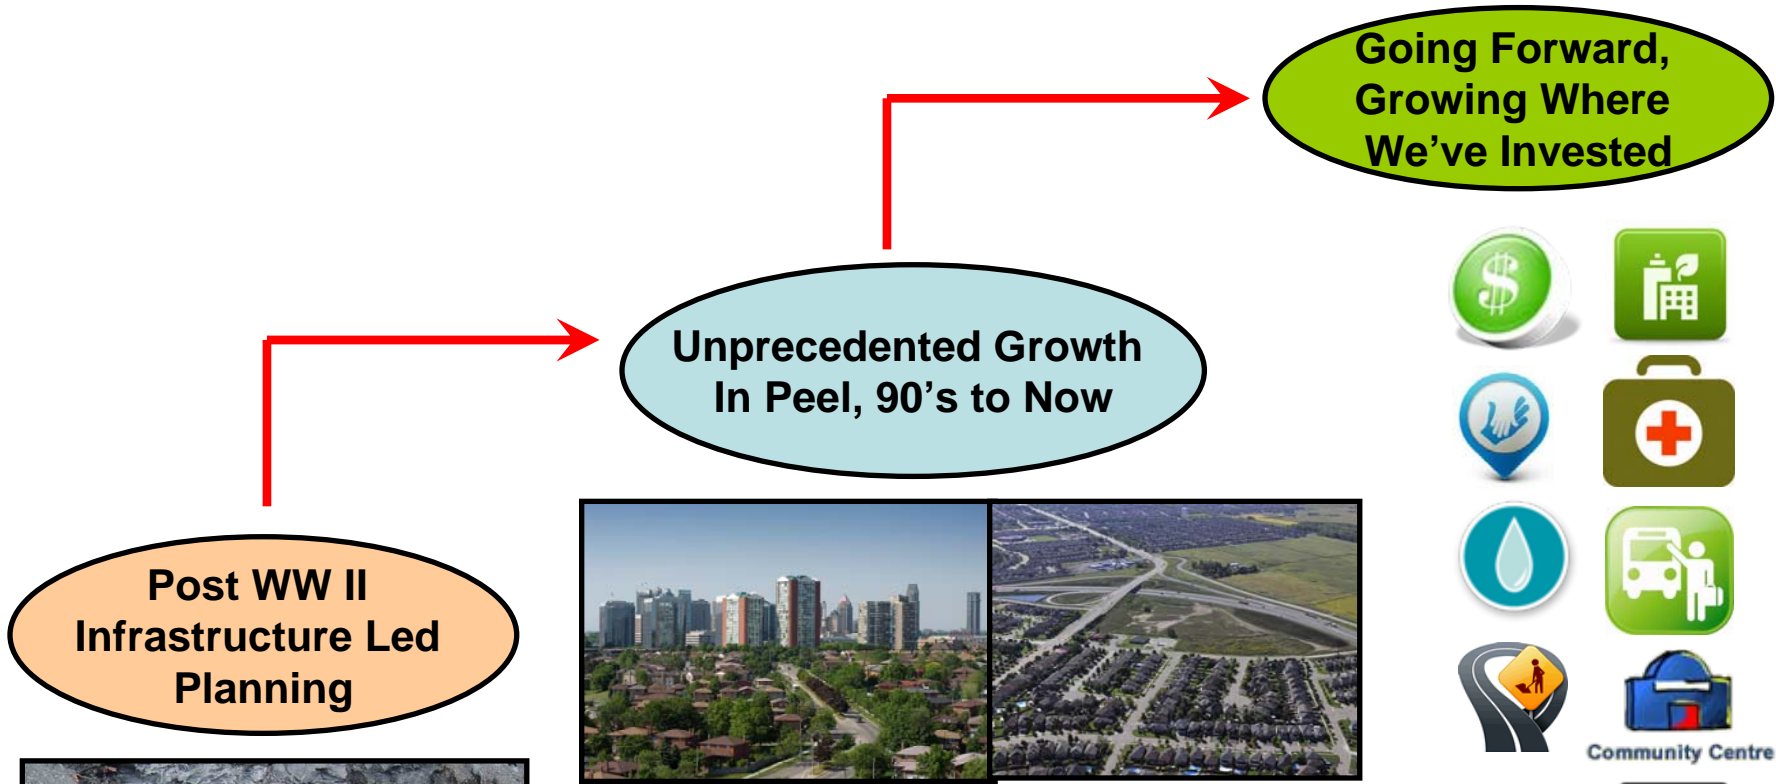 Going Forward,
Growing Where
We’ve Invested
$
Unprecedented Growth
In Peel, 90’s to Now
Post WW II
Infrastructure Led
Planning
Community Centre